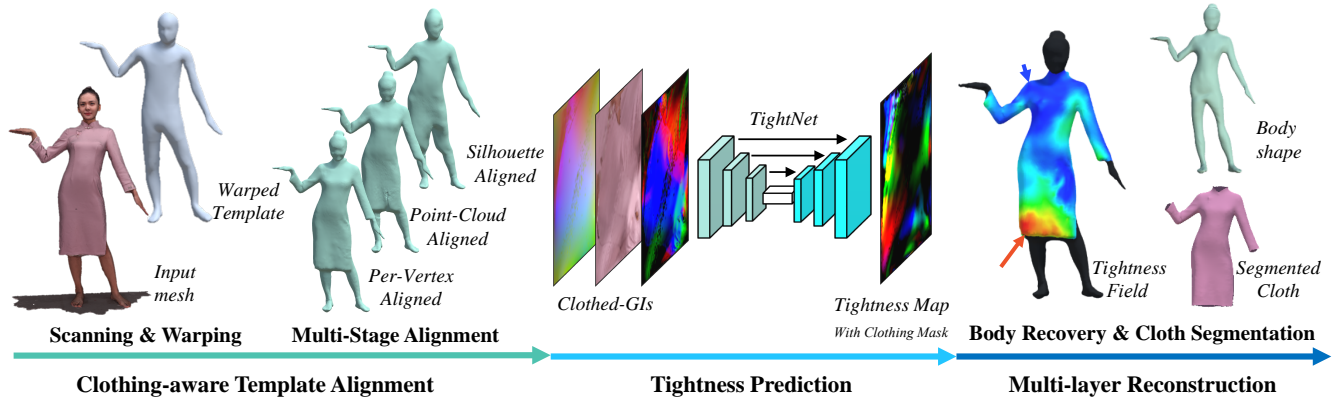 Warped
Template
Input
mesh
Silhouette
Aligned
Point-Cloud
Aligned
Per-Vertex
Aligned
Clothed-GIs
TightNet
Tightness Map
With Clothing Mask
Tightness
Field
Body
shape
Segmented
Cloth
Scanning & Warping
Multi-Stage Alignment
Body Recovery & Cloth Segmentation
Clothing-aware Template Alignment
Tightness Prediction
Multi-layer Reconstruction